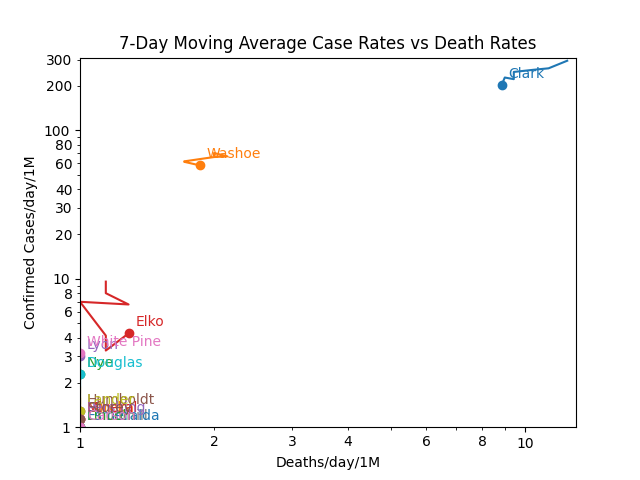 7-Day Moving Average Case Rates vs Death Rates
300
200
100
80
60
40
30
20
10
8
6
4
3
2
1
Confirmed Cases/day/1M
Clark
Washoe
Elko
White Pine
Lyon
Douglas
Nye
Humboldt
Esmeralda
1
2
3
4
6
8
10
Deaths/day/1M